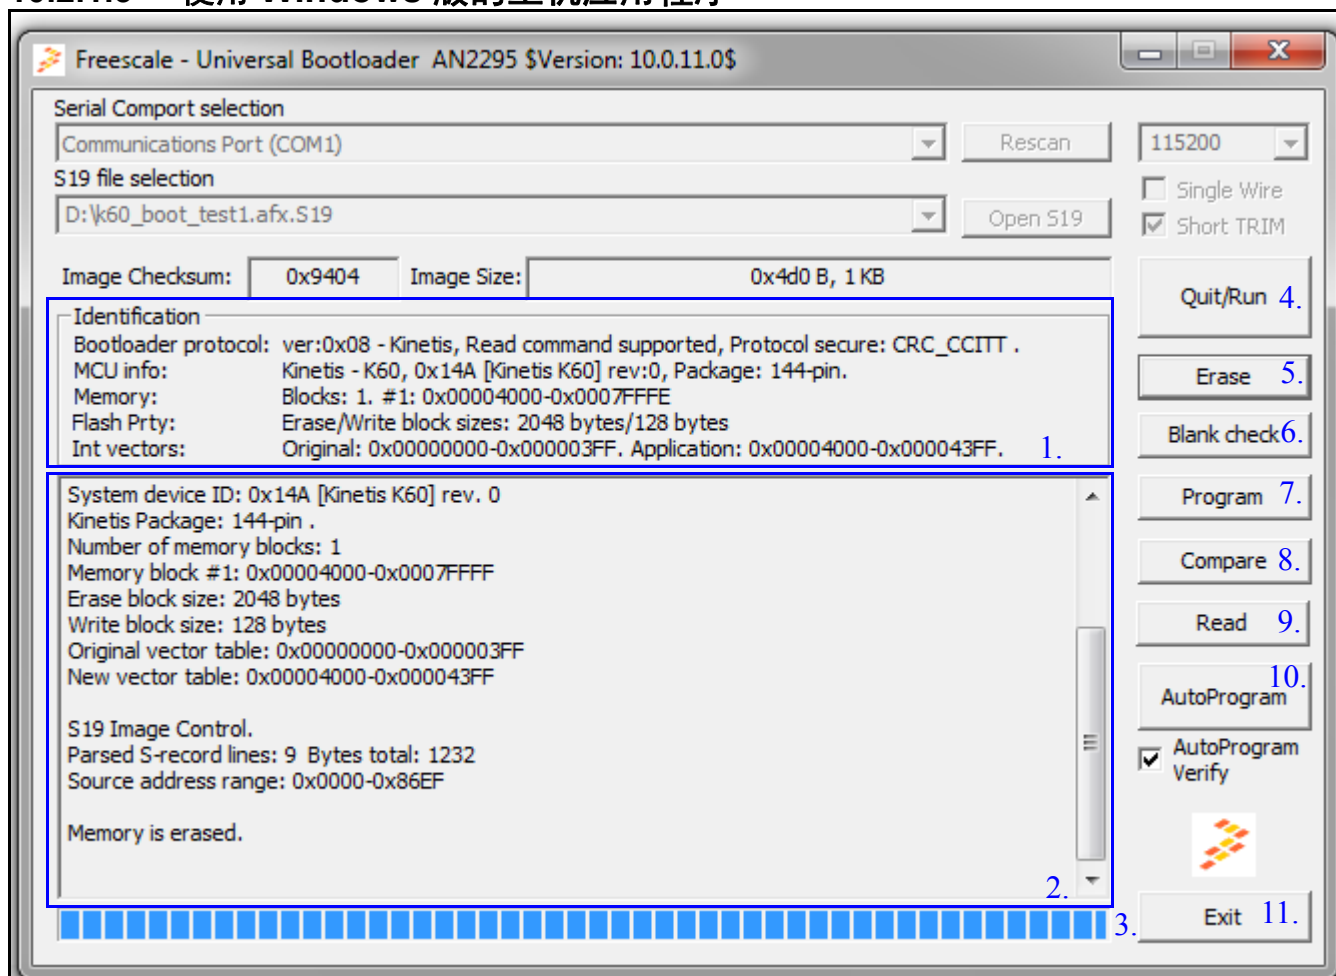 Windows
Freescale - Universal Bootloader AN2295 $Version: 10.0.11.0$
Serial Comport selection
Communications Port (COM1)
Rescan
115200
S19 file selection
Single Wire
D:\k60_boot_test1.afx.S19
Open S19
Short TRIM
Image Checksum: 0x9404 Image Size: 0x4d0 B, 1 KB
Quit/Run 4.
Identification
Bootloader protocol: ver:0x08 - Kinetis, Read command supported, Protocol secure: CRC_CCITT .
MCU info: Kinetis - K60, 0x14A [Kinetis K60] rev:0, Package: 144-pin.
Memory: Blocks: 1. #1: 0x00004000-0x0007FFFE
Flash Prty: Erase/Write block sizes: 2048 bytes/128 bytes
Int vectors: Original: 0x00000000-0x000003FF. Application: 0x00004000-0x000043FF.
1.
Erase 5.
Blank check 6.
System device ID: 0x14A [Kinetis K60] rev. 0
Kinetis Package: 144-pin .
Number of memory blocks: 1
Memory block #1: 0x00004000-0x0007FFFF
Erase block size: 2048 bytes
Write block size: 128 bytes
Original vector table: 0x00000000-0x000003FF
New vector table: 0x00004000-0x000043FF
S19 Image Control.
Parsed S-record lines: 9 Bytes total: 1232
Source address range: 0x0000-0x86EF
Memory is erased.
2.
3.
Program 7.
Compare 8.
Read 9.
10.
AutoProgram
AutoProgram
Verify
Exit 11.